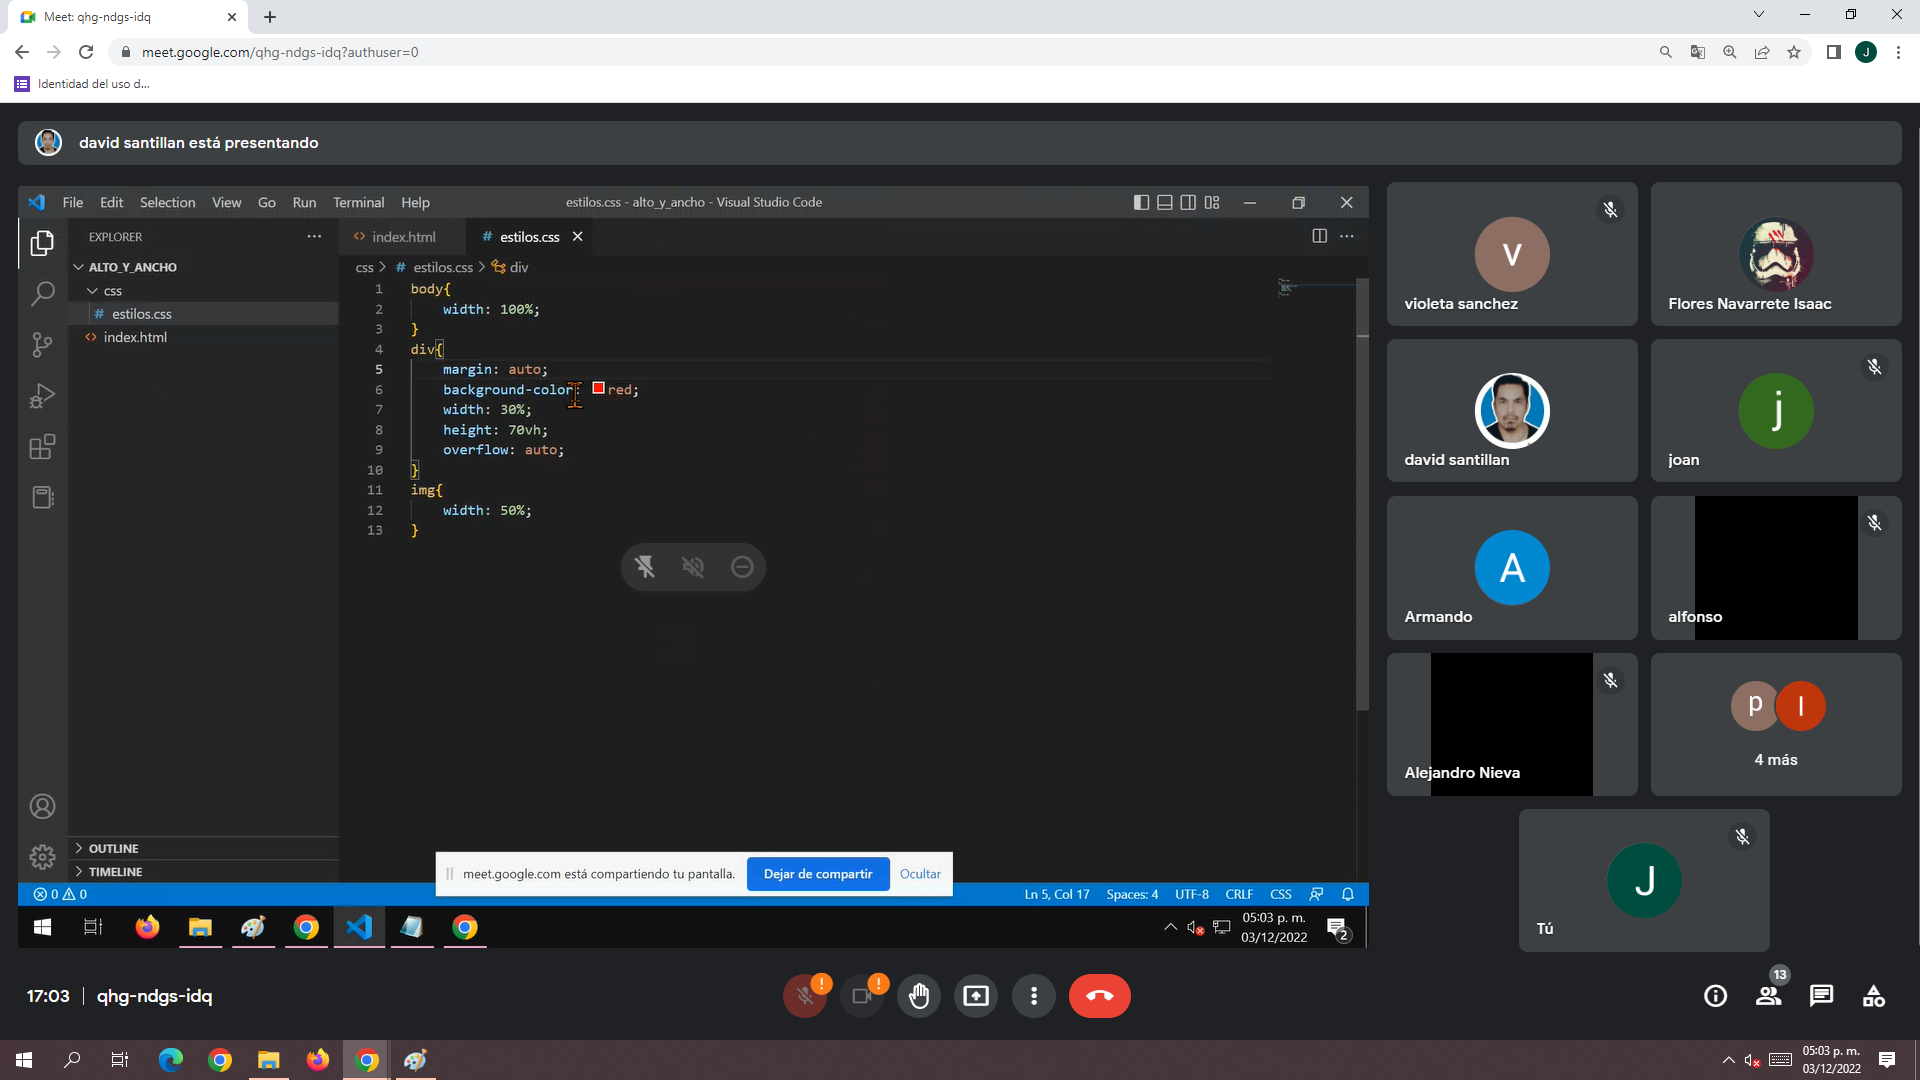 Meet: qhg-ndgs-idq
meet.google.com/qhg-ndgs-idq?authuser=0
J
Identidad del uso d...
david santillan está presentando
File Edit Selection View Go Run Terminal Help
estilos.css - alto_y_ancho - Visual Studio Code
EXPLORER
index.html
# estilos.css
ALTO_Y_ANCHO
css
# estilos.css
index.html
css > # estilos.css > div
1 body{
2 width: 100%;
3 }
4 div{
5 margin: auto;
6 background-color: red;
7 width: 30%;
8 height: 70vh;
9 overflow: auto;
10 }
11 img{
12 width: 50%;
13 }
OUTLINE
TIMELINE
meet.google.com está compartiendo tu pantalla.
Dejar de compartir
Ocultar
0 0
Ln 5, Col 17 Spaces: 4 UTF-8 CRLF CSS
05:03 p. m.
03/12/2022
2
v
violeta sanchez
Flores Navarrete Isaac
david santillan
j
joan
A
Armando
alfonso
Alejandro Nieva
p I
4 más
J
Tú
17:03 | qhg-ndgs-idq
! !
13
05:03 p. m.
03/12/2022